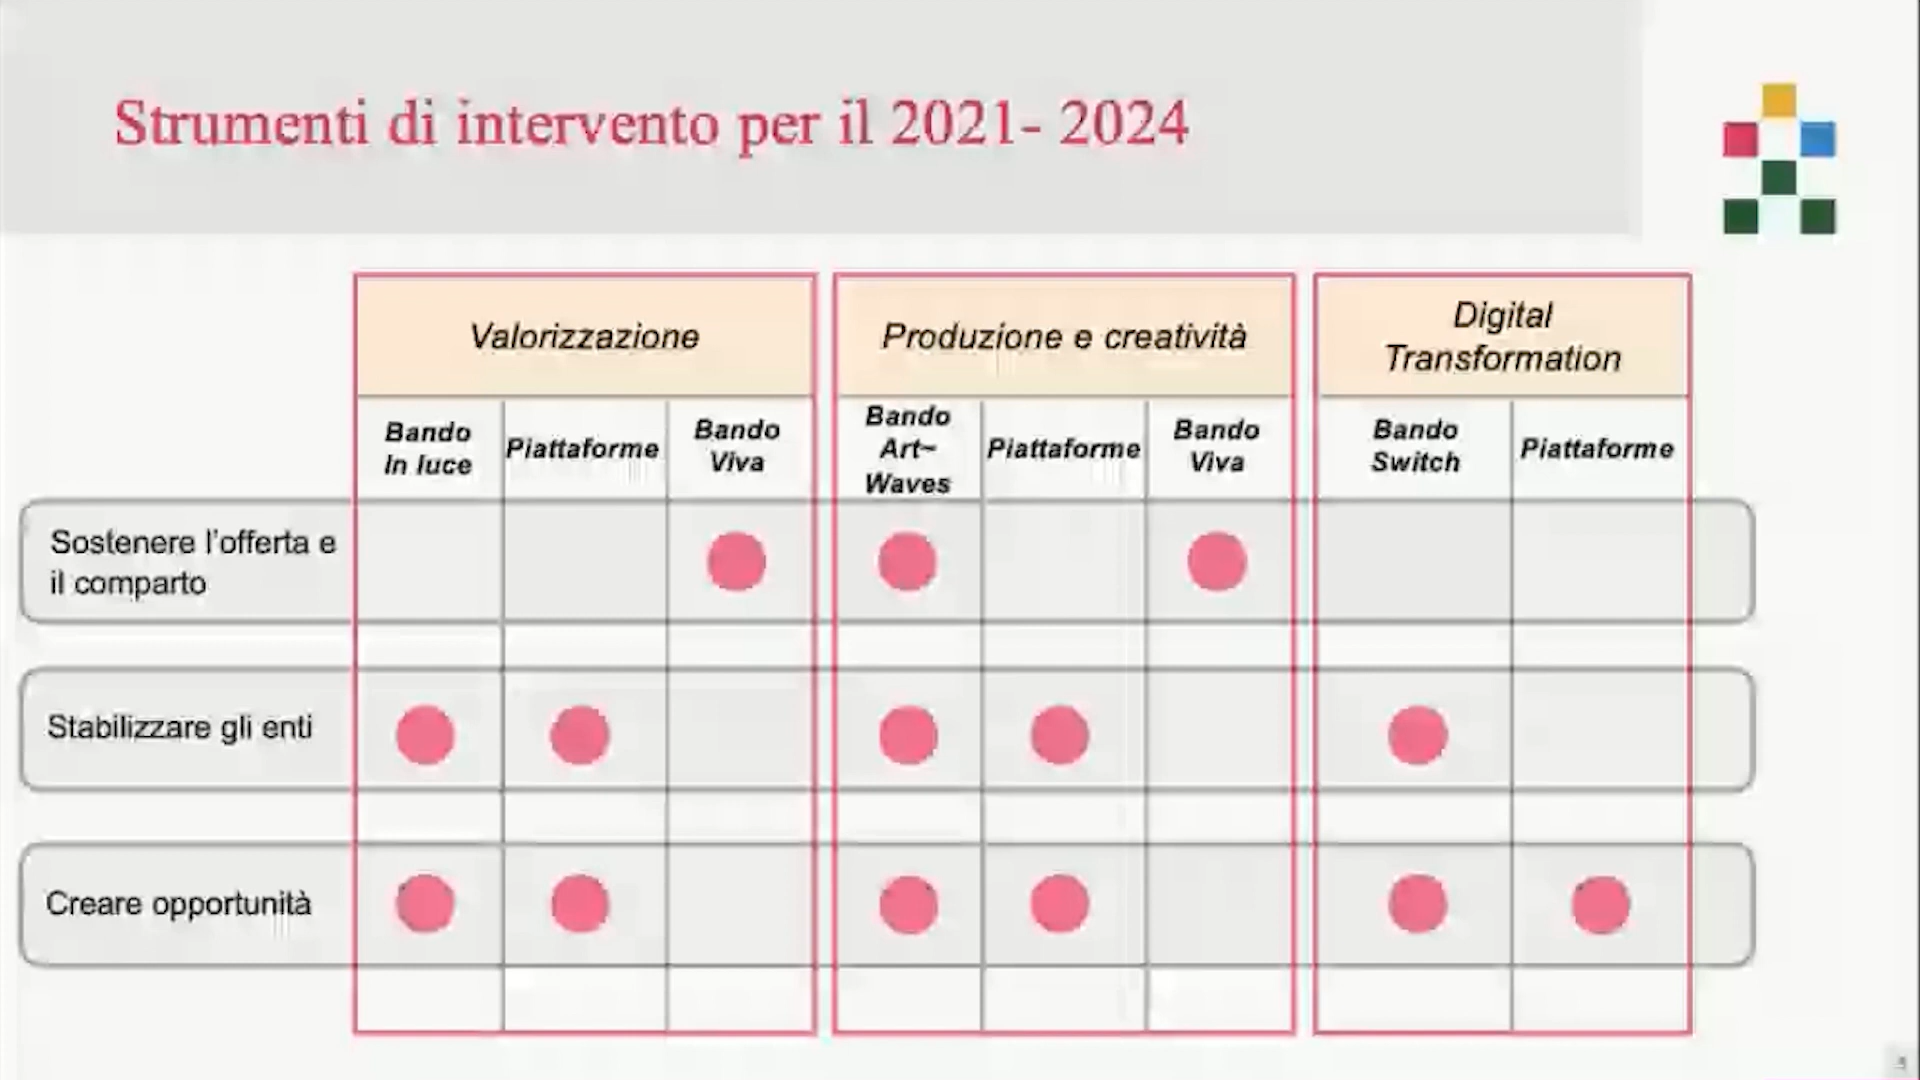 Strumenti di intervento per il 2021- 2024
Valorizzazione
Produzione e creatività
Digital
Transformation
Bando
In luce
Piattaforme
Bando
Viva
Bando
Art~
Waves
Piattaforme
Bando
Viva
Bando
Switch
Piattaforme
Sostenere l'offerta e
il comparto
Stabilizzare gli enti
Creare opportunità